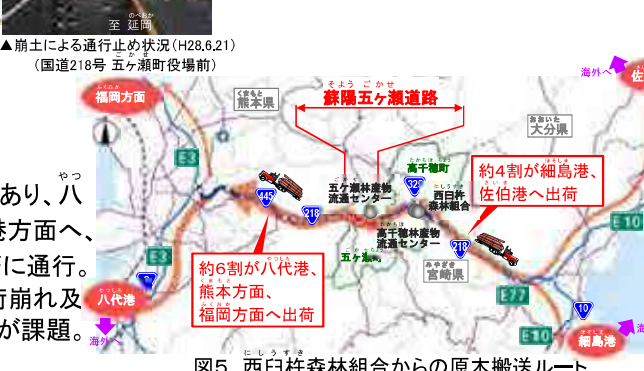 至 延岡
▲崩土による通行止め状況(H28.6.21)
(国道218号 五ヶ瀬町役場前)
あり、八
港方面へ、
に通行。
荷崩れ及
が課題。
海外へ
福岡方面
熊本県
蘇陽五ヶ瀬道路
大分県
E3
高千穂町
約4割が細島港、
佐伯港へ出荷
445
五ヶ瀬林産物
流通センター
325
西臼杵
森林組合
218
高千穂林産物
流通センター
218
E10
E3
五ヶ瀬町
宮崎県
約6割が八代港、
熊本方面、
福岡方面へ出荷
E77
八代港
10
海外へ
E10
細島港
図5 西臼杵森林組合からの原木搬送ルート